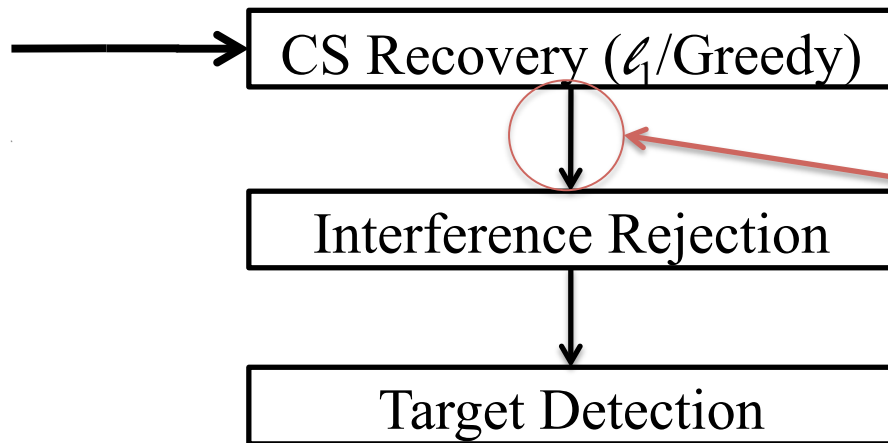 CS Recovery (ℓ₁/Greedy)
Interference Rejection
Target Detection